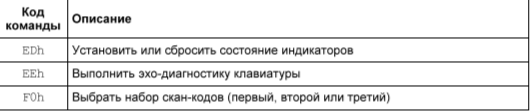 Код команды Описание
EDh Установить или сбросить состояние индикаторов
EEh Выполнить эхо-диагностику клавиатуры
F0h Выбрать набор скан-кодов (первый, второй или третий)